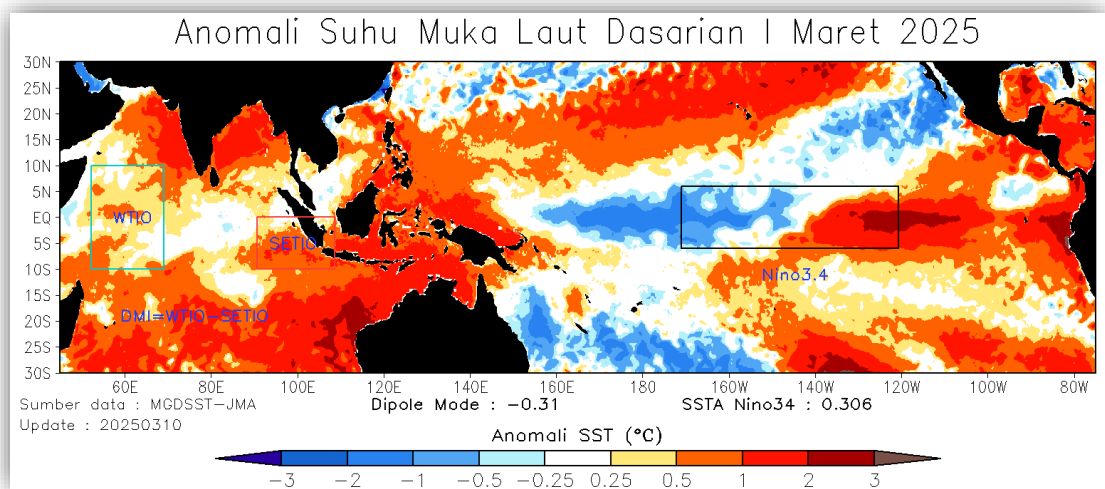 Anomali Suhu Muka Laut Dasarian I Maret 2025
30N
25N
20N
15N
10N
5N
EQ
5S
10S
15S
20S
25S
30S
WTIO
SETIO
Nino3.4
DMI=WTIO-SETIO
60E 80E 100E 120E 140E 160E 180 160W 140W 120W 100W 80W
Sumber data : MGDSST-JMA Dipole Mode : -0.31 SSTA Nino34 : 0.306
Update : 20250310
Anomali SST (°C)
-3 -2 -1 -0.5 -0.25 0.25 0.5 1 2 3